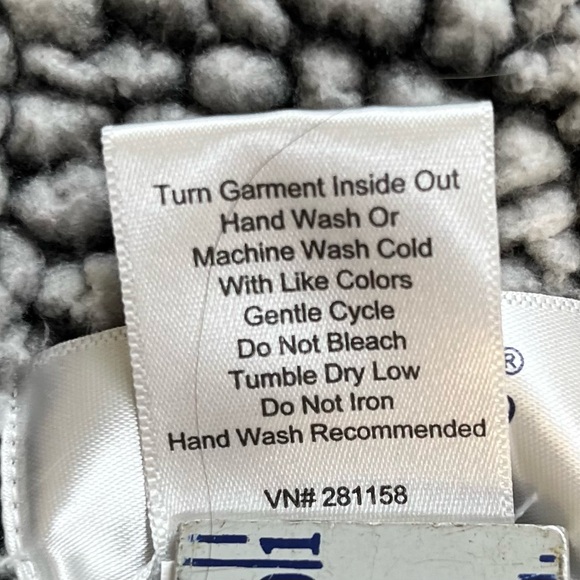 Turn Garment Inside Out
Hand Wash Or
Machine Wash Cold
With Like Colors
Gentle Cycle
Do Not Bleach
Tumble Dry Low
Do Not Iron
Hand Wash Recommended
VN# 281158
®
1